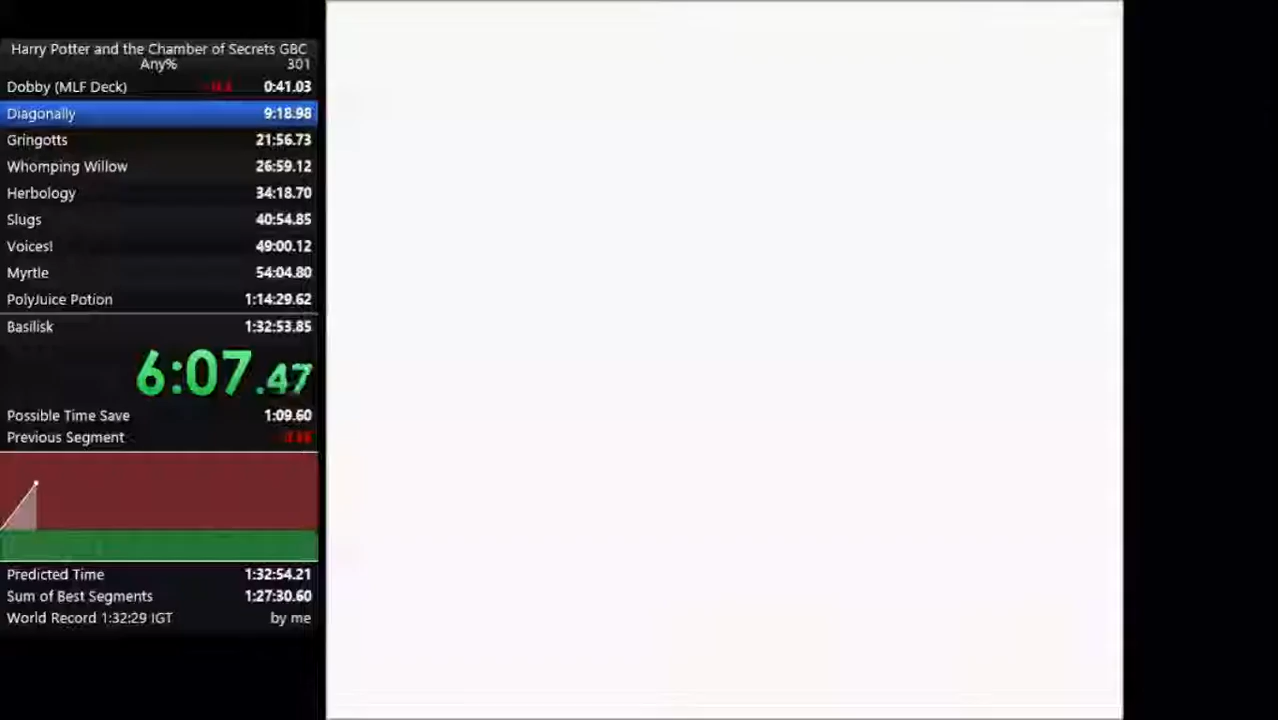 Harry Potter and the Chamber of Secrets GBC
Any% 301
Dobby (MLF Deck) 0:41.03
Diagonally 9:18.98
Gringotts 21:56.73
Whomping Willow 26:59.12
Herbology 34:18.70
Slugs 40:54.85
Voices! 49:00.12
Myrtle 54:04.80
PolyJuice Potion 1:14:29.62
Basilisk 1:32:53.85
6:07.47
Possible Time Save 1:09.60
Previous Segment
Predicted Time 1:32:54.21
Sum of Best Segments 1:27:30.60
World Record 1:32:29 IGT by me